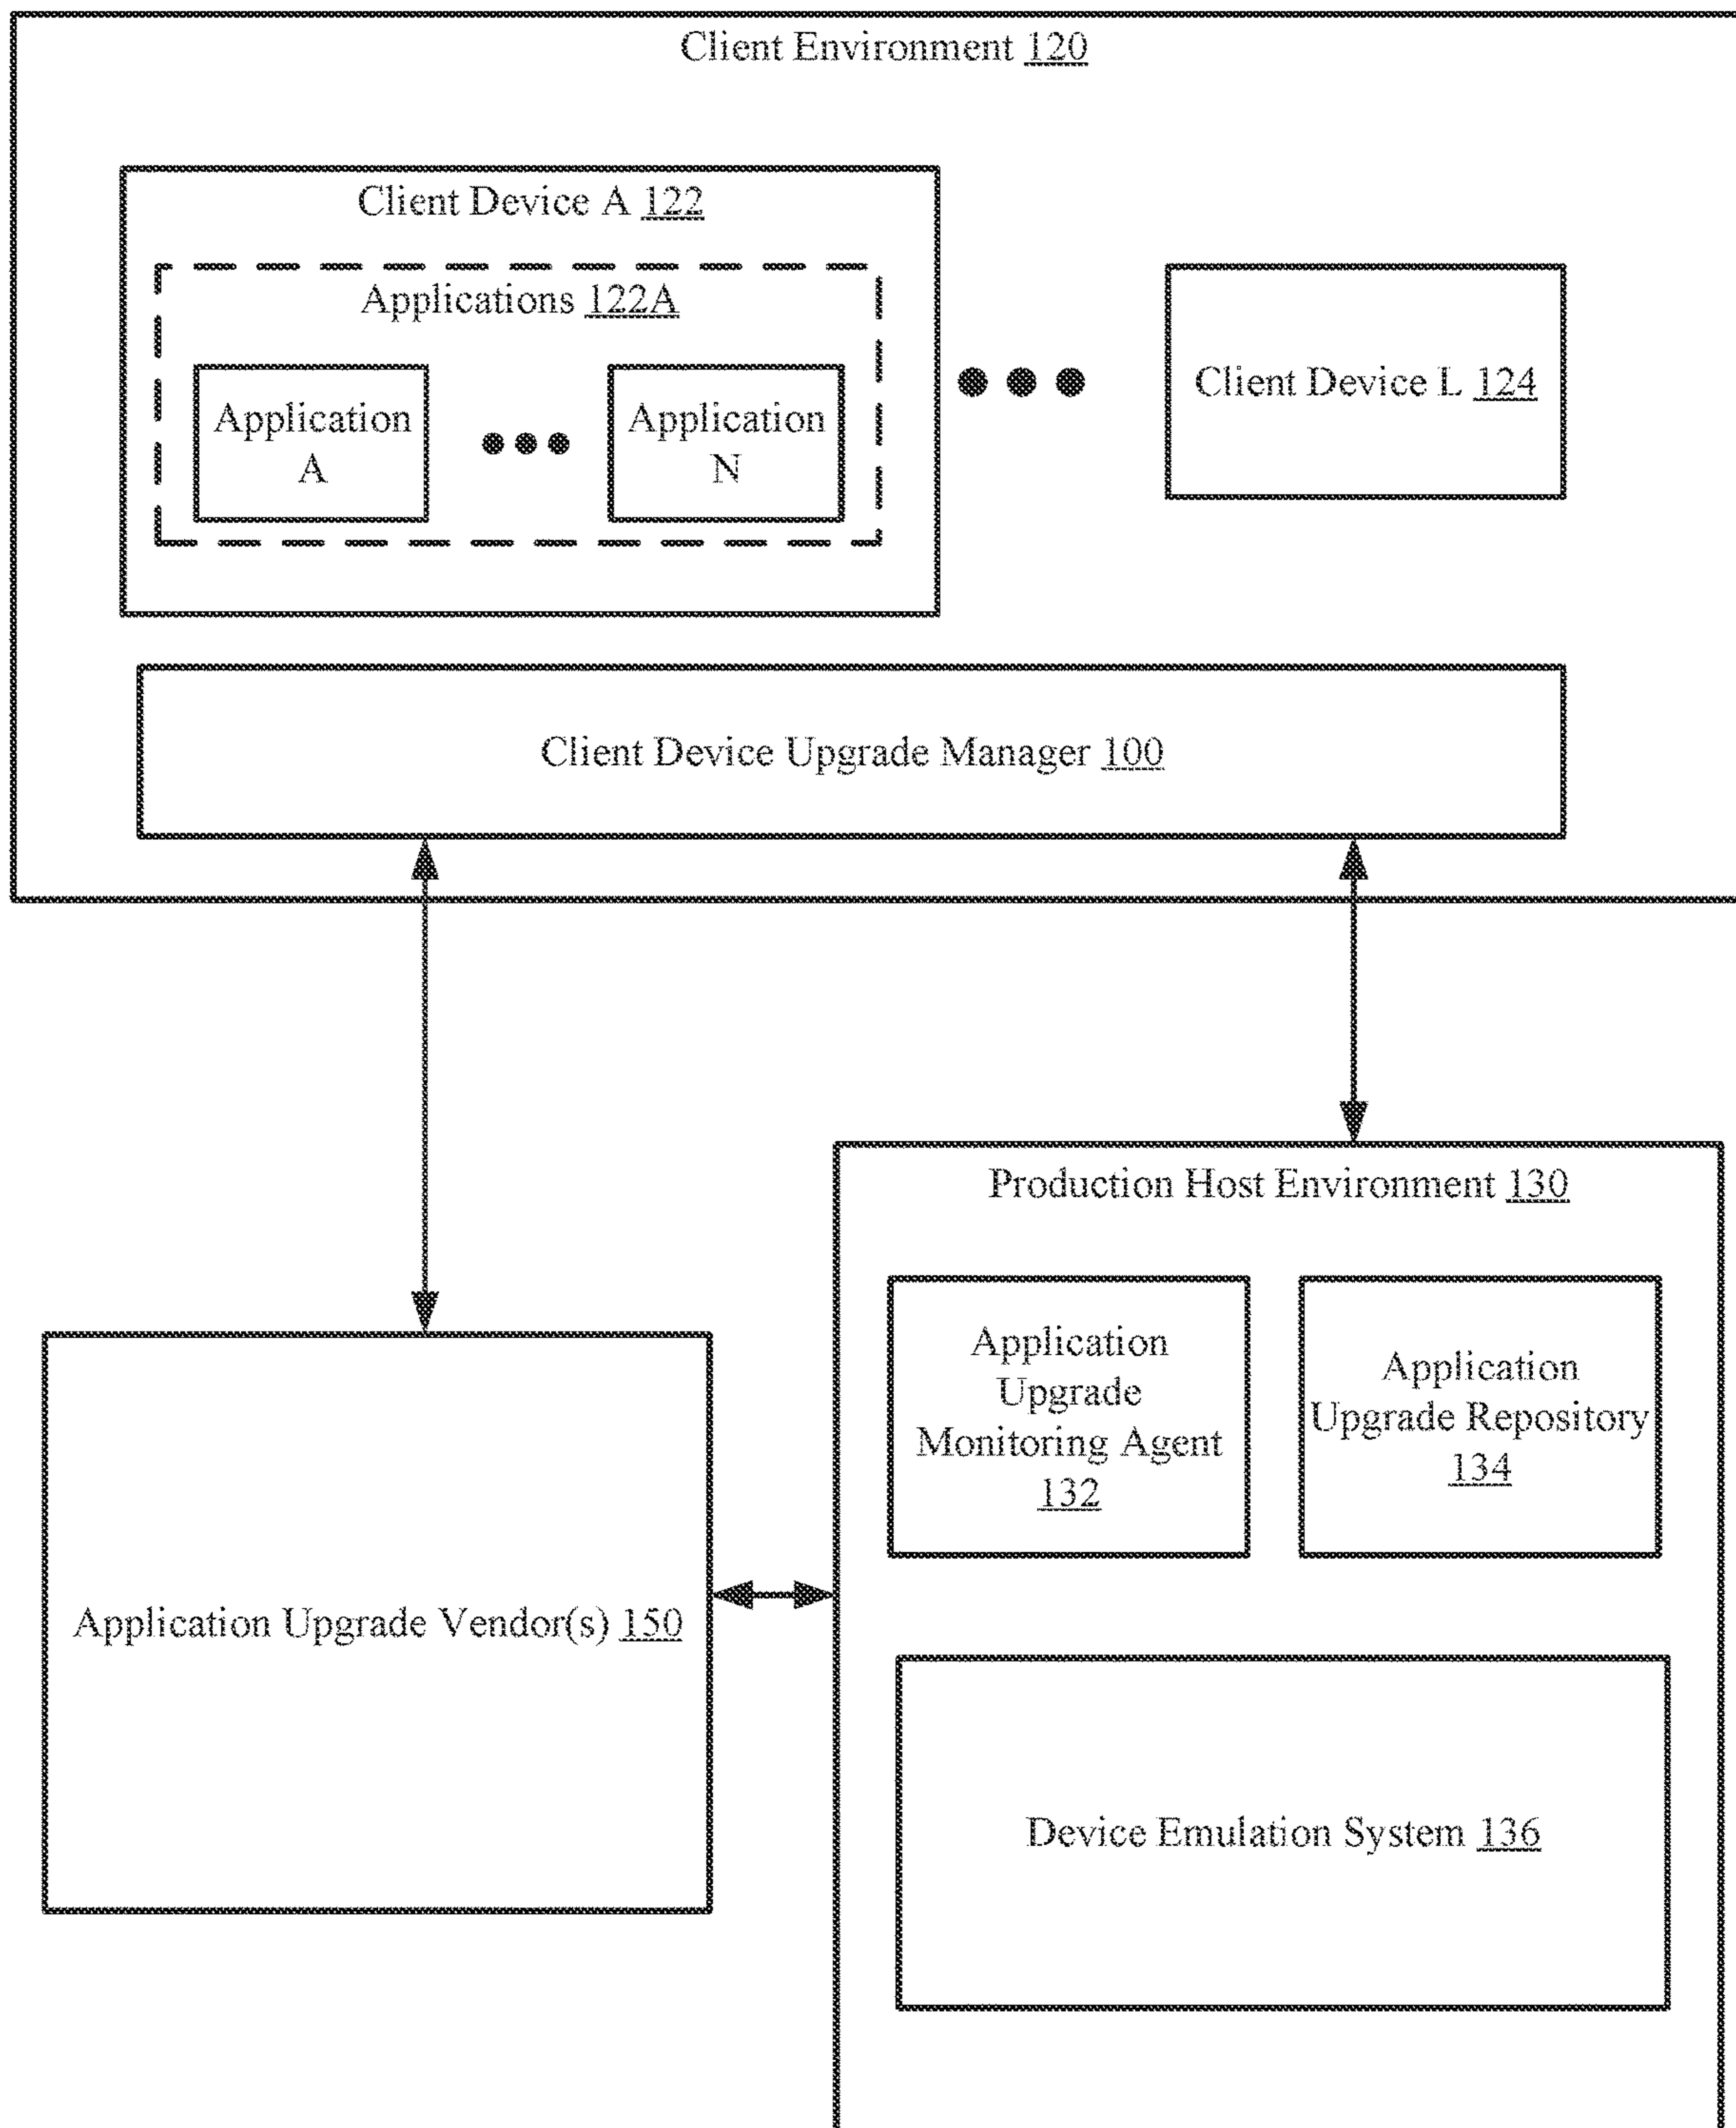 Client Environment 120
Client Device A 122
Applications 122A
Application
A
Application
N
Client Device L 124
Client Device Upgrade Manager 100
Production Host Environment 130
Application
Upgrade
Monitoring Agent
132
Application
Upgrade Repository
134
Application Upgrade Vendor(s) 150
Device Emulation System 136